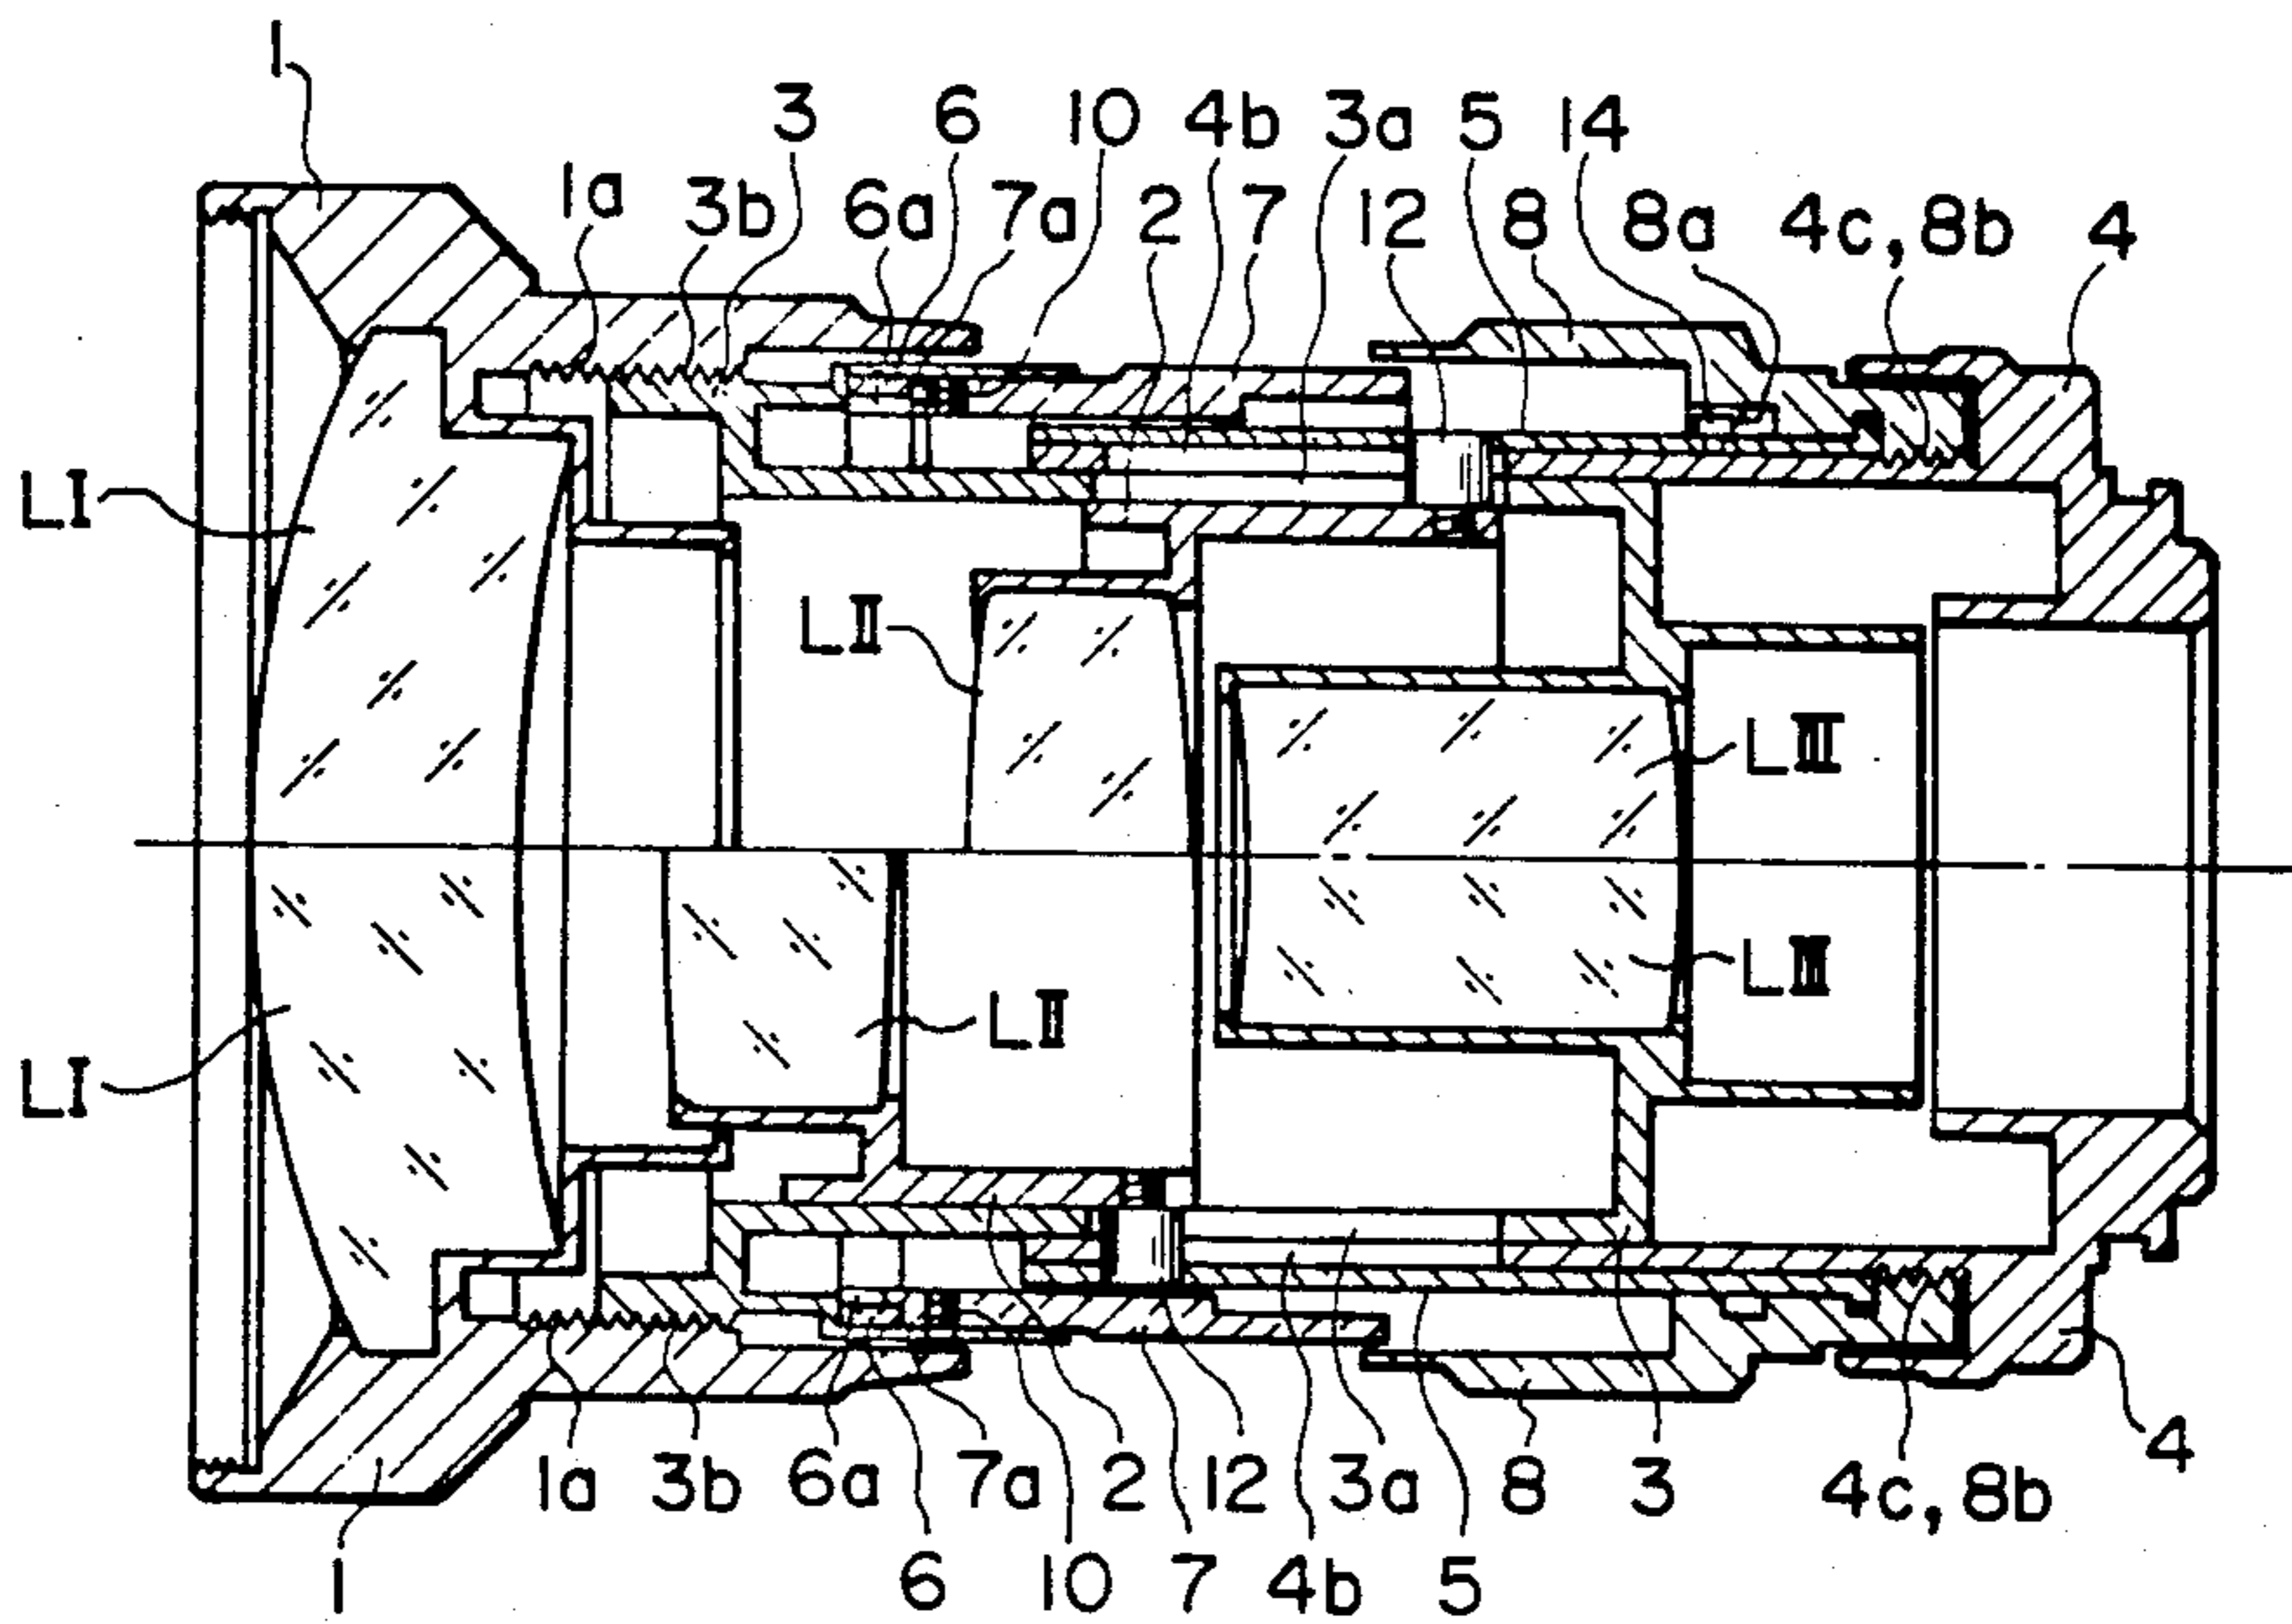 1
3 6 10 4b 3a 5 14
1a 3b 6a 7a 2 7 12 8 8a 4c, 8b 4
LI
LII
LIII
LIII
LII
LI
1a 3b 6a 7a 2 12 3a 8 3 4c, 8b 4
1 6 10 7 4b 5